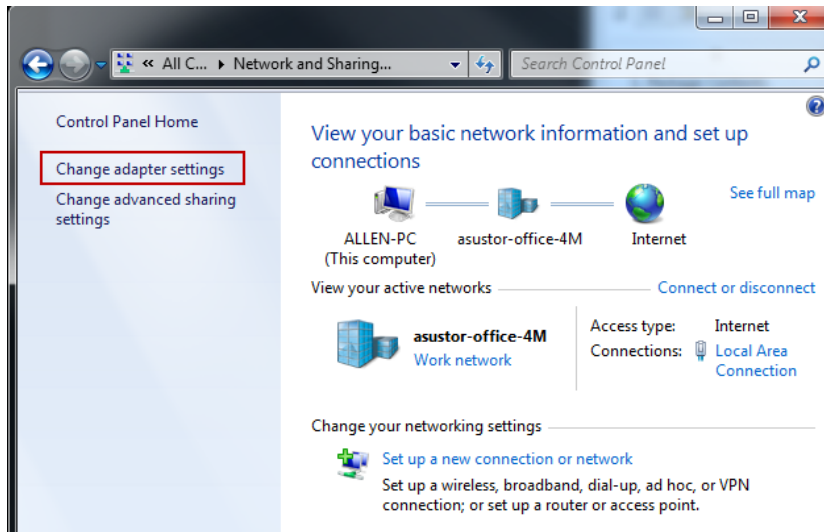 « All C... ▸ Network and Sharing...
Search Control Panel
Control Panel Home
Change adapter settings
Change advanced sharing
settings
View your basic network information and set up
connections
See full map
ALLEN-PC
(This computer)
asustor-office-4M
Internet
View your active networks
Connect or disconnect
asustor-office-4M
Work network
Access type: Internet
Connections: Local Area
Connection
Change your networking settings
Set up a new connection or network
Set up a wireless, broadband, dial-up, ad hoc, or VPN
connection; or set up a router or access point.